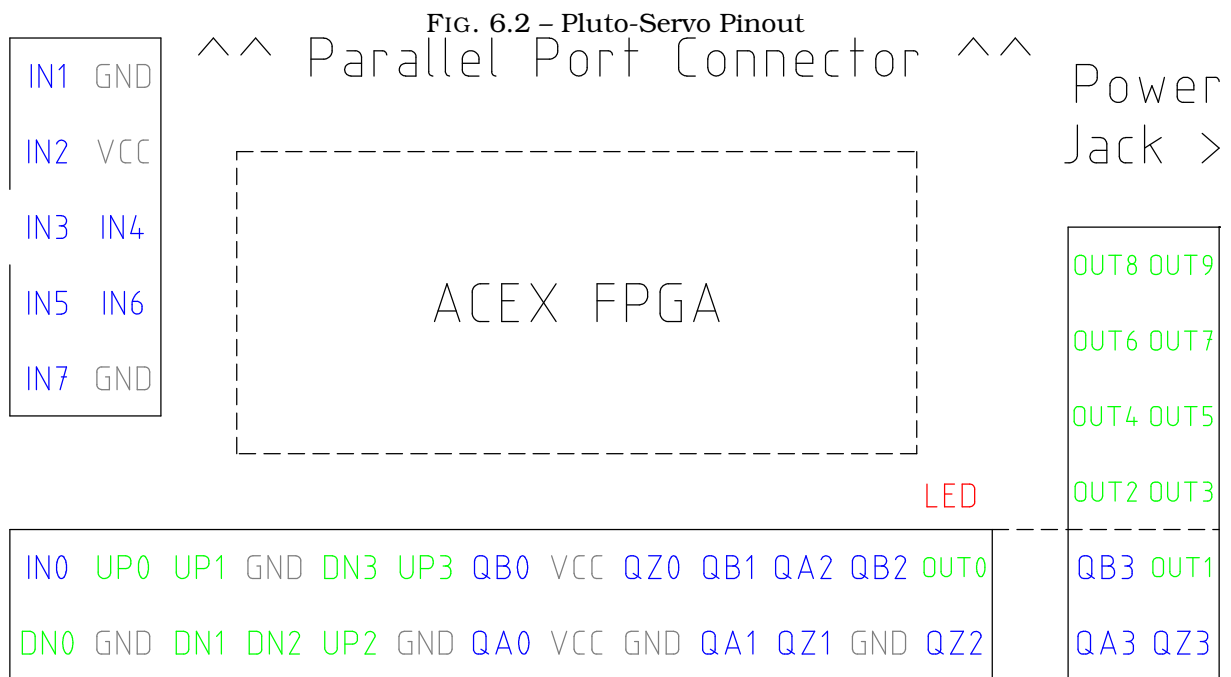 FIG. 6.2 – Pluto-Servo Pinout
^^ Parallel Port Connector ^^
Power
Jack >
IN1 GND
IN2 VCC
IN3 IN4
IN5 IN6
IN7 GND
ACEX FPGA
OUT8 OUT9
OUT6 OUT7
OUT4 OUT5
OUT2 OUT3
LED
IN0 UP0 UP1 GND DN3 UP3 QB0 VCC QZ0 QB1 QA2 QB2 OUT0
DN0 GND DN1 DN2 UP2 GND QA0 VCC GND QA1 QZ1 GND QZ2
QB3 OUT1
QA3 QZ3